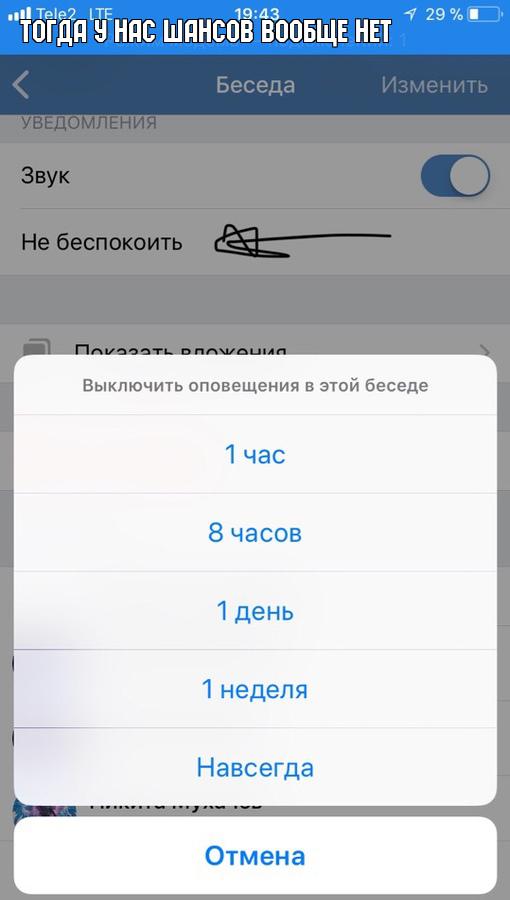 Tele2 LTE 19:43 29 %
ТОГДА У НАС ШАНСОВ ВООБЩЕ НЕТ
Беседа Изменить
УВЕДОМЛЕНИЯ
Звук
Не беспокоить
Показать вложения
Выключить оповещения в этой беседе
1 час
8 часов
1 день
1 неделя
Навсегда
Никита Мухачов
Отмена